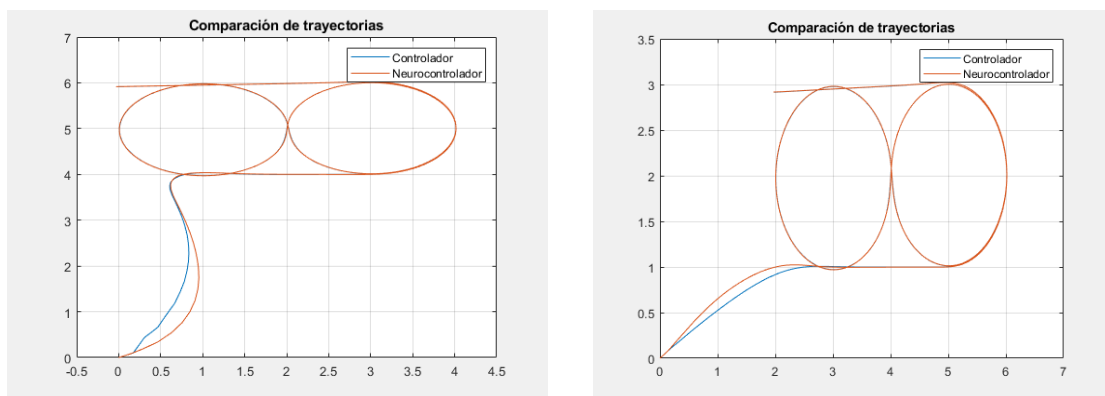 Comparación de trayectorias
Controlador
Neurocontrolador
7
6
5
4
3
2
1
0
-0.5 0 0.5 1 1.5 2 2.5 3 3.5 4 4.5
Comparación de trayectorias
Controlador
Neurocontrolador
3.5
3
2.5
2
1.5
1
0.5
0
0 1 2 3 4 5 6 7